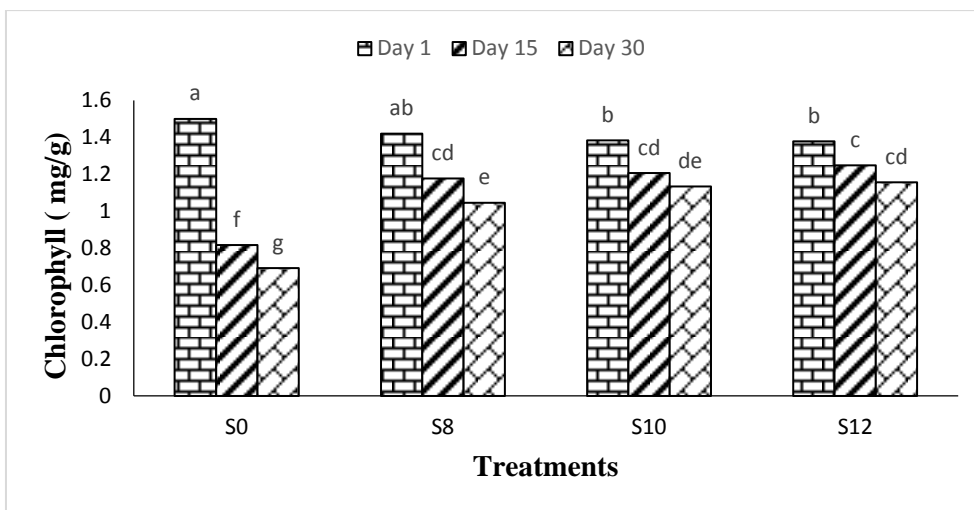 Day 1 Day 15 Day 30
Chlorophyll ( mg/g)
1.6
1.4
1.2
1
0.8
0.6
0.4
0.2
0
a
f
g
ab
cd
e
b
cd
de
b
c
cd
S0 S8 S10 S12
Treatments